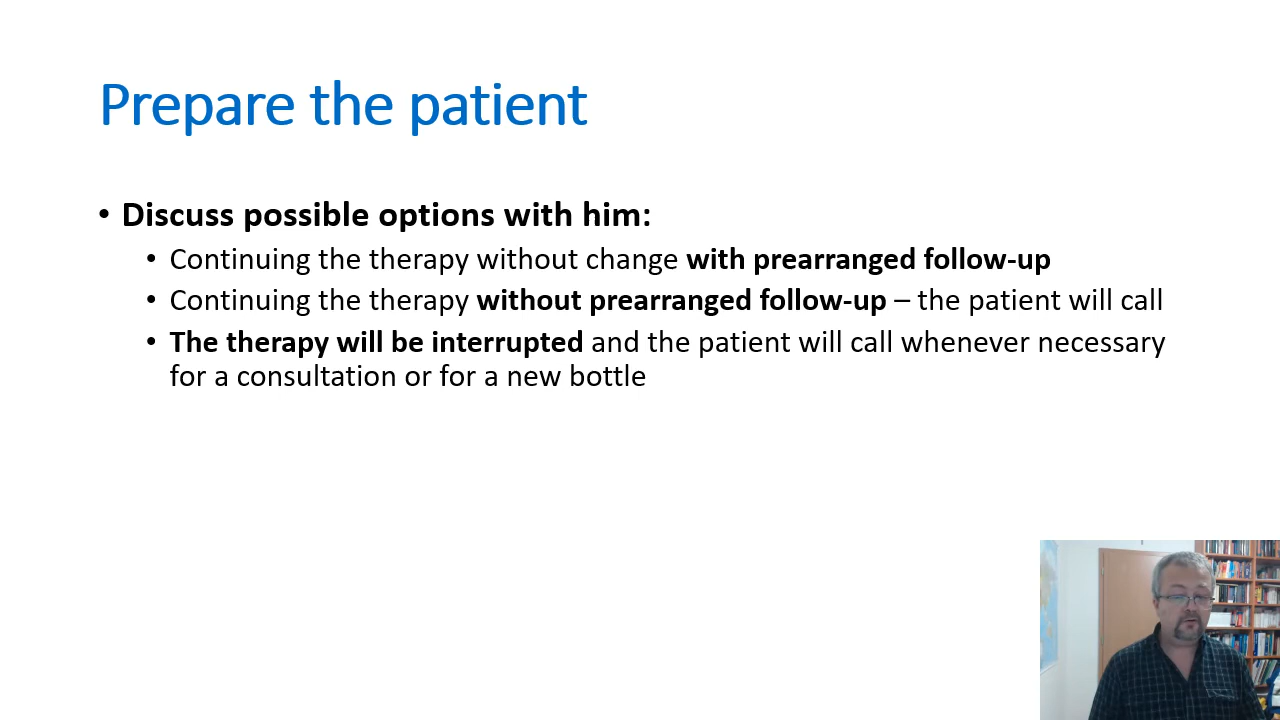 Prepare the patient
• Discuss possible options with him:
• Continuing the therapy without change with prearranged follow-up
• Continuing the therapy without prearranged follow-up – the patient will call
• The therapy will be interrupted and the patient will call whenever necessary
for a consultation or for a new bottle